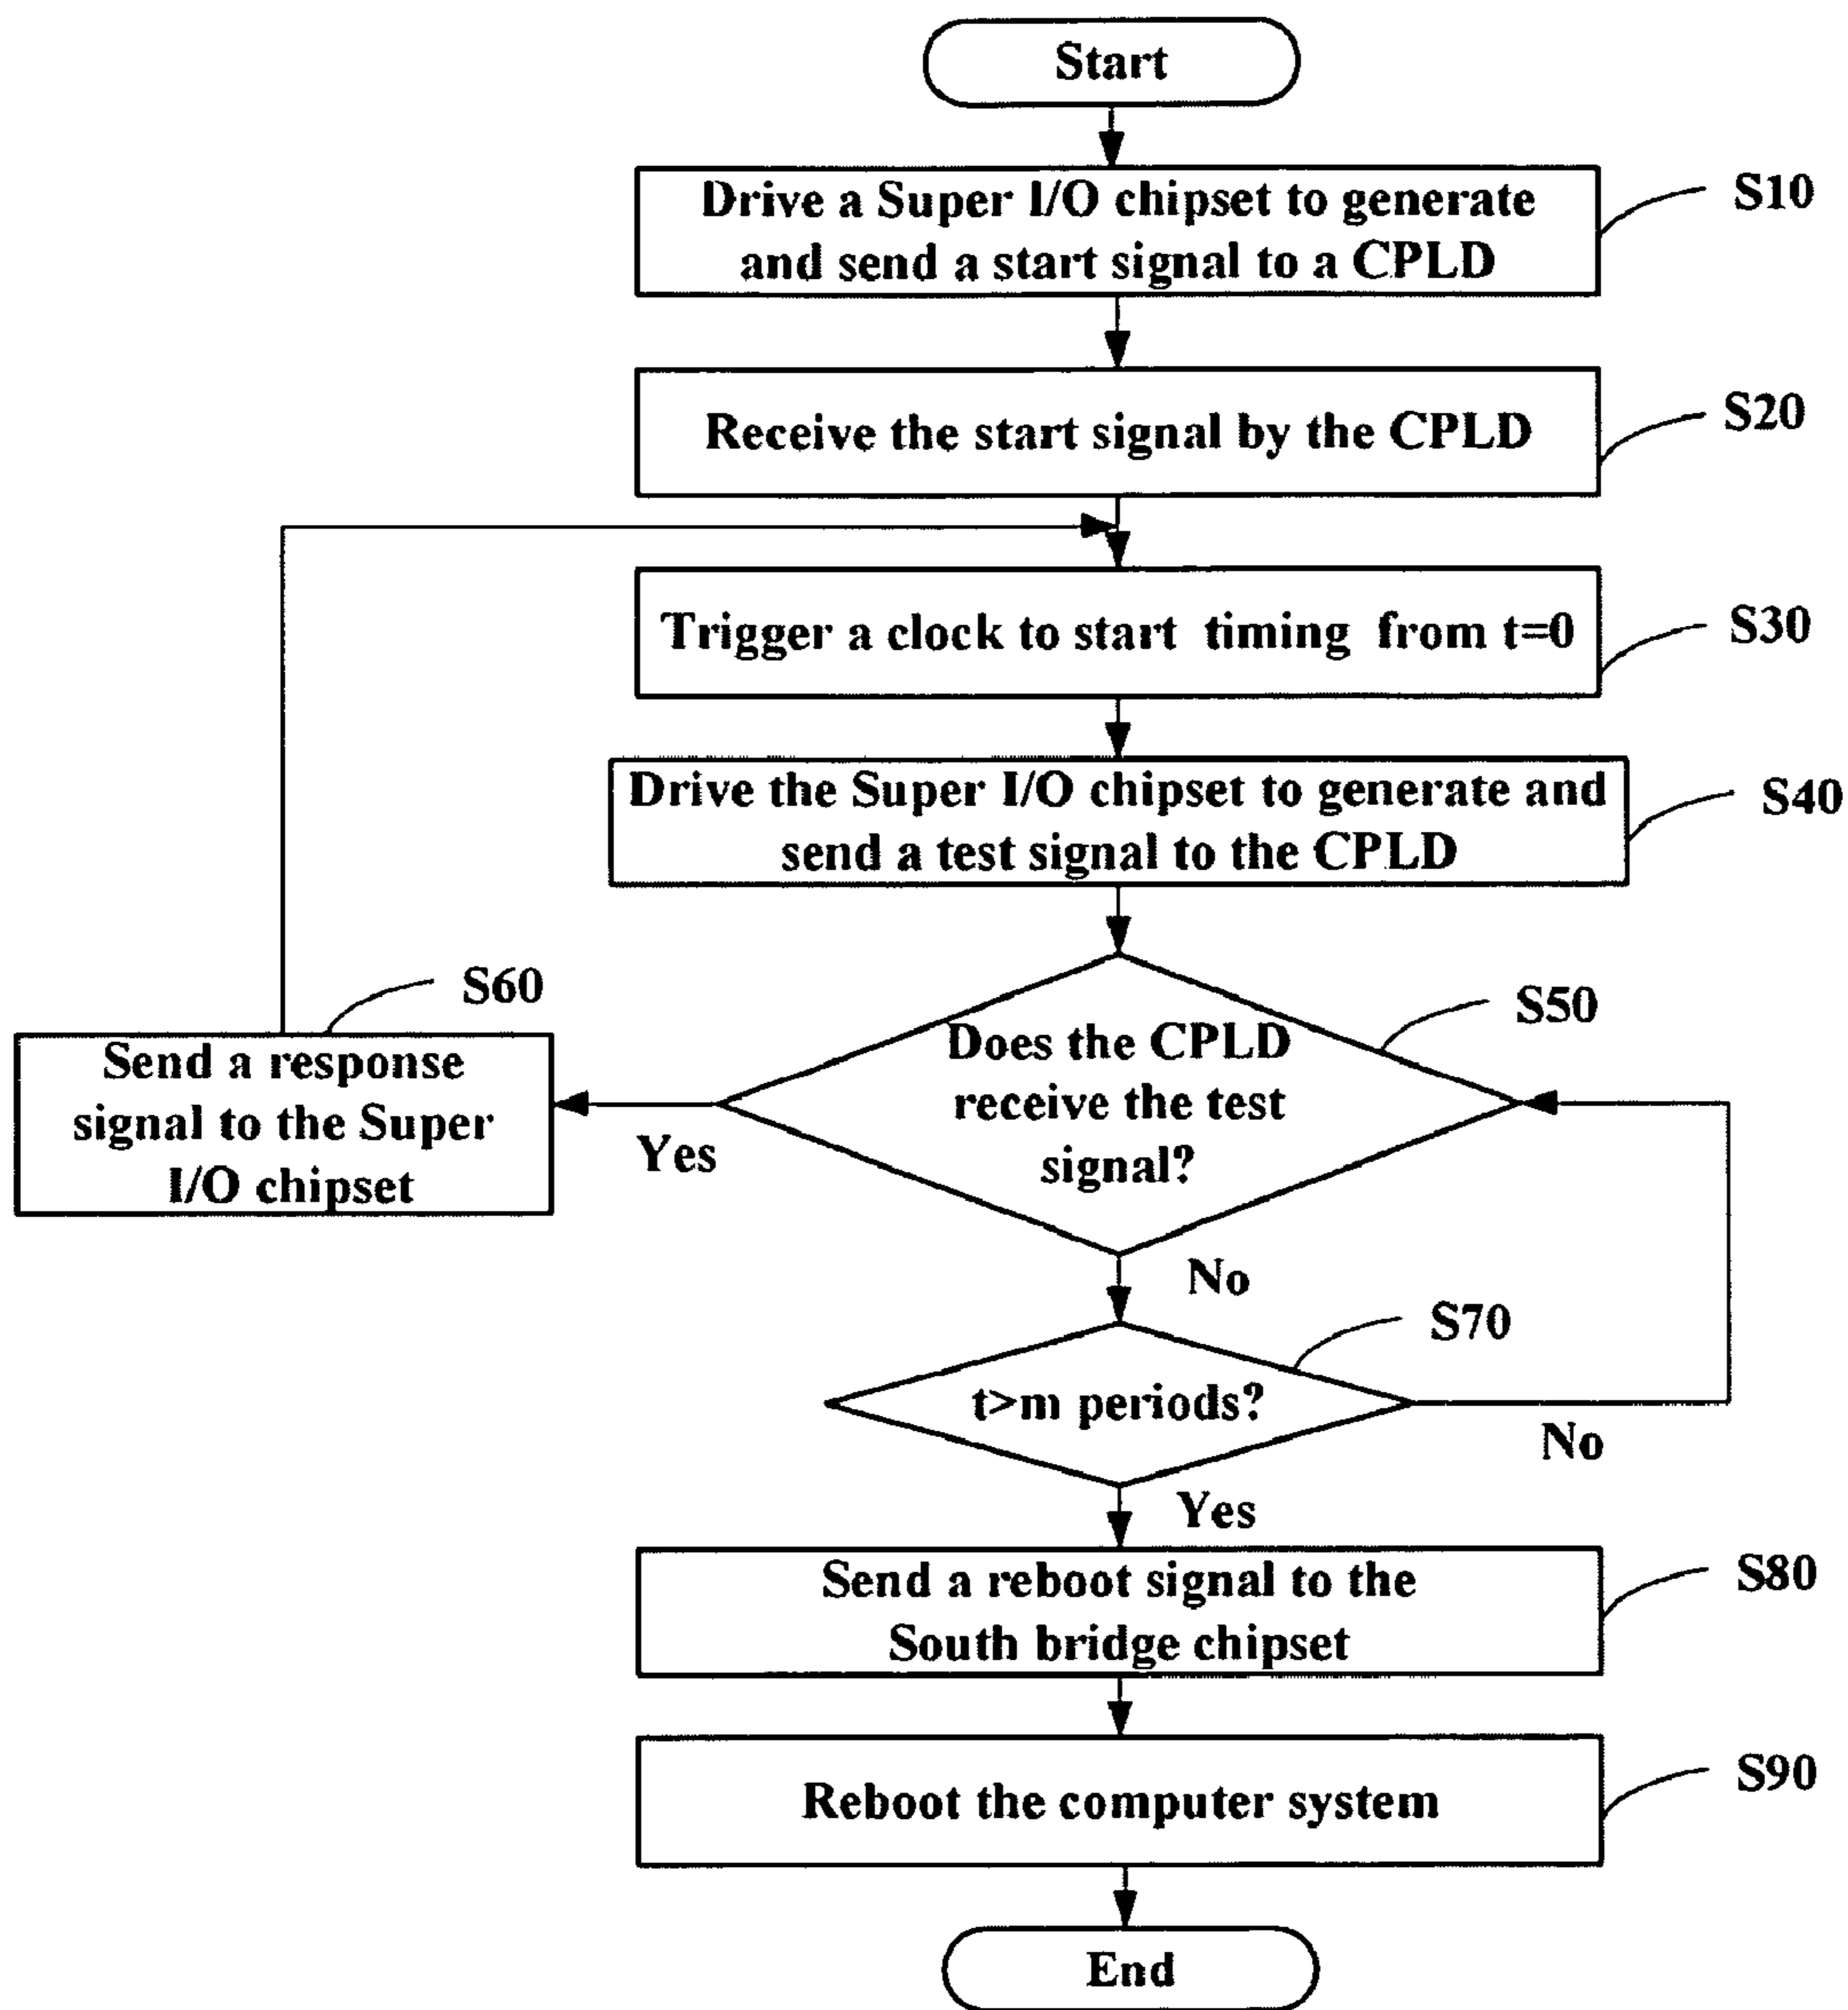 Start
Drive a Super I/O chipset to generate
and send a start signal to a CPLD
S10
Receive the start signal by the CPLD
S20
Trigger a clock to start timing from t=0
S30
Drive the Super I/O chipset to generate and
send a test signal to the CPLD
S40
S60
Send a response
signal to the Super
I/O chipset
Yes
Does the CPLD
receive the test
signal?
S50
No
t>m periods?
S70
No
Yes
Send a reboot signal to the
South bridge chipset
S80
Reboot the computer system
S90
End